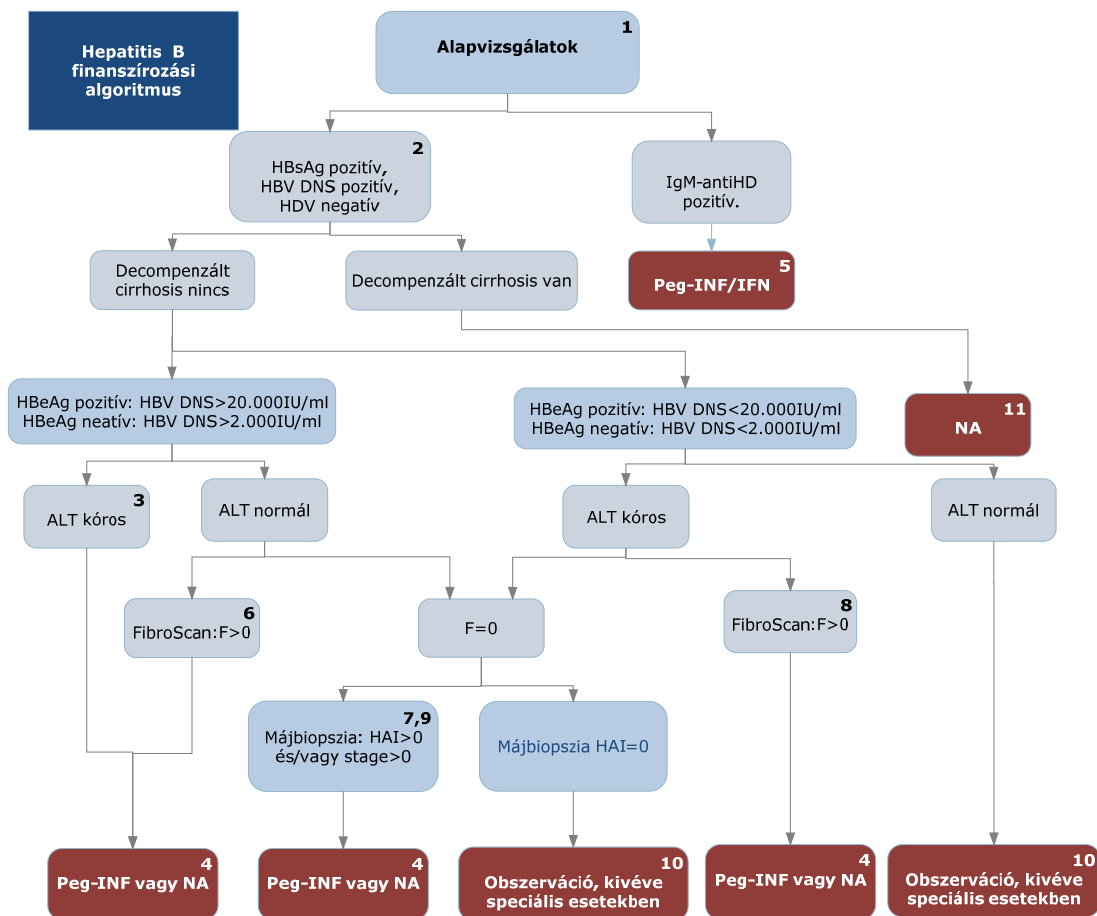 Hepatitis B
finanszírozási
algoritmus
1
Alapvizsgálatok
2
HBsAg pozitív,
HBV DNS pozitív,
HDV negatív
IgM-antiHD
pozitív.
Decompenzált
cirrhosis nincs
Decompenzált cirrhosis van
5
Peg-INF/IFN
HBeAg pozitív: HBV DNS>20.000IU/ml
HBeAg neatív: HBV DNS>2.000IU/ml
HBeAg pozitív: HBV DNS<20.000IU/ml
HBeAg negatív: HBV DNS<2.000IU/ml
11
NA
3
ALT kóros
ALT normál
ALT kóros
ALT normál
6
FibroScan:F>0
F=0
8
FibroScan:F>0
7,9
Májbiopszia: HAI>0
és/vagy stage>0
Májbiopszia HAI=0
4
Peg-INF vagy NA
4
Peg-INF vagy NA
10
Obszerváció, kivéve
speciális esetekben
4
Peg-INF vagy NA
10
Obszerváció, kivéve
speciális esetekben